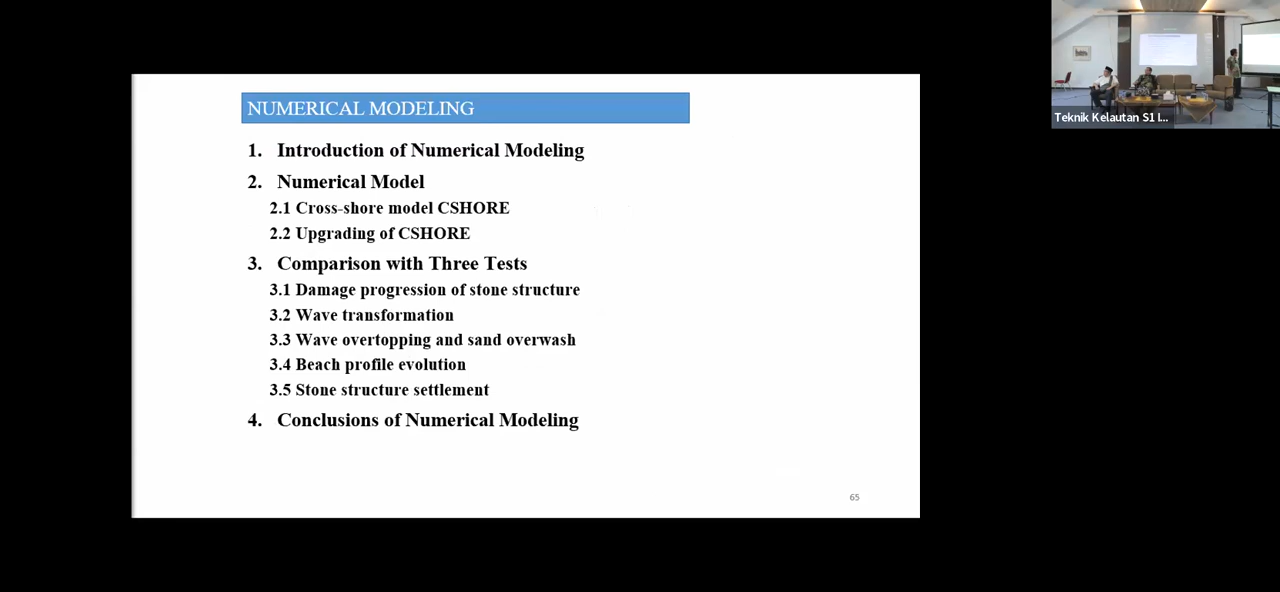 NUMERICAL MODELING
1. Introduction of Numerical Modeling
2. Numerical Model
2.1 Cross-shore model CSHORE
2.2 Upgrading of CSHORE
3. Comparison with Three Tests
3.1 Damage progression of stone structure
3.2 Wave transformation
3.3 Wave overtopping and sand overwash
3.4 Beach profile evolution
3.5 Stone structure settlement
4. Conclusions of Numerical Modeling
65
Teknik Kelautan S1 I...